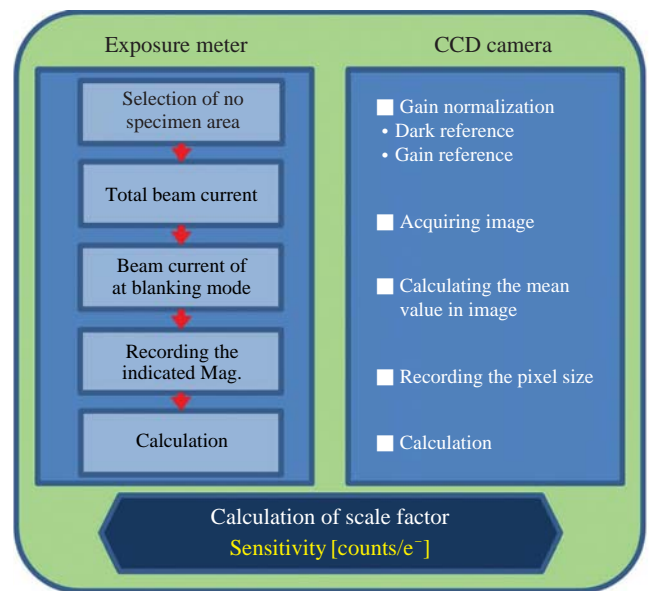 Exposure meter
Selection of no
specimen area
Total beam current
Beam current of
at blanking mode
Recording the
indicated Mag.
Calculation
CCD camera
■ Gain normalization
• Dark reference
• Gain reference
■ Acquiring image
■ Calculating the mean
value in image
■ Recording the pixel size
■ Calculation
Calculation of scale factor
Sensitivity [counts/e⁻]